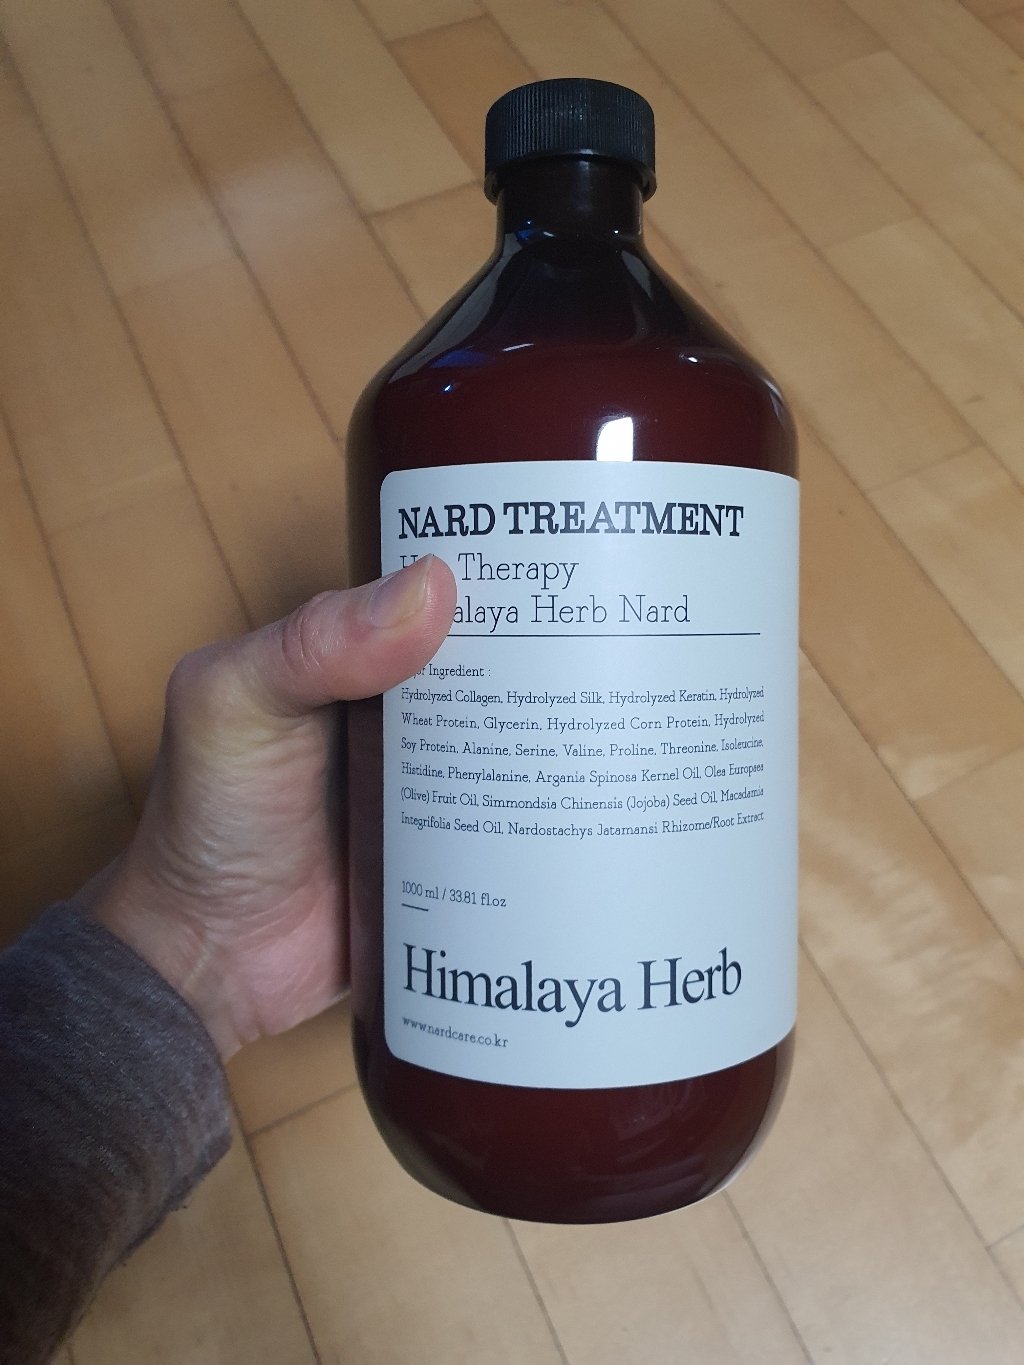 NARD TREATMENT
Therapy
Herb Nard
Ingredient :
Hydrolyzed Collagen, Hydrolyzed Silk, Hydrolyzed Keratin, Hydrolyzed
Wheat Protein, Glycerin, Hydrolyzed Corn Protein, Hydrolyzed
Soy Protein, Alanine, Serine, Valine, Proline, Threonine, Isoleucine,
Histidine, Phenylalanine, Argania Spinosa Kernel Oil, Olea Europaea
(Olive) Fruit Oil, Simmondsia Chinensis (Jojoba) Seed Oil, Macadamia
Integrifolia Seed Oil, Nardostachys Jatamansi Rhizome/Root Extract
1000 ml / 33.81 fl.oz
Himalaya Herb
www.nardcare.co.kr